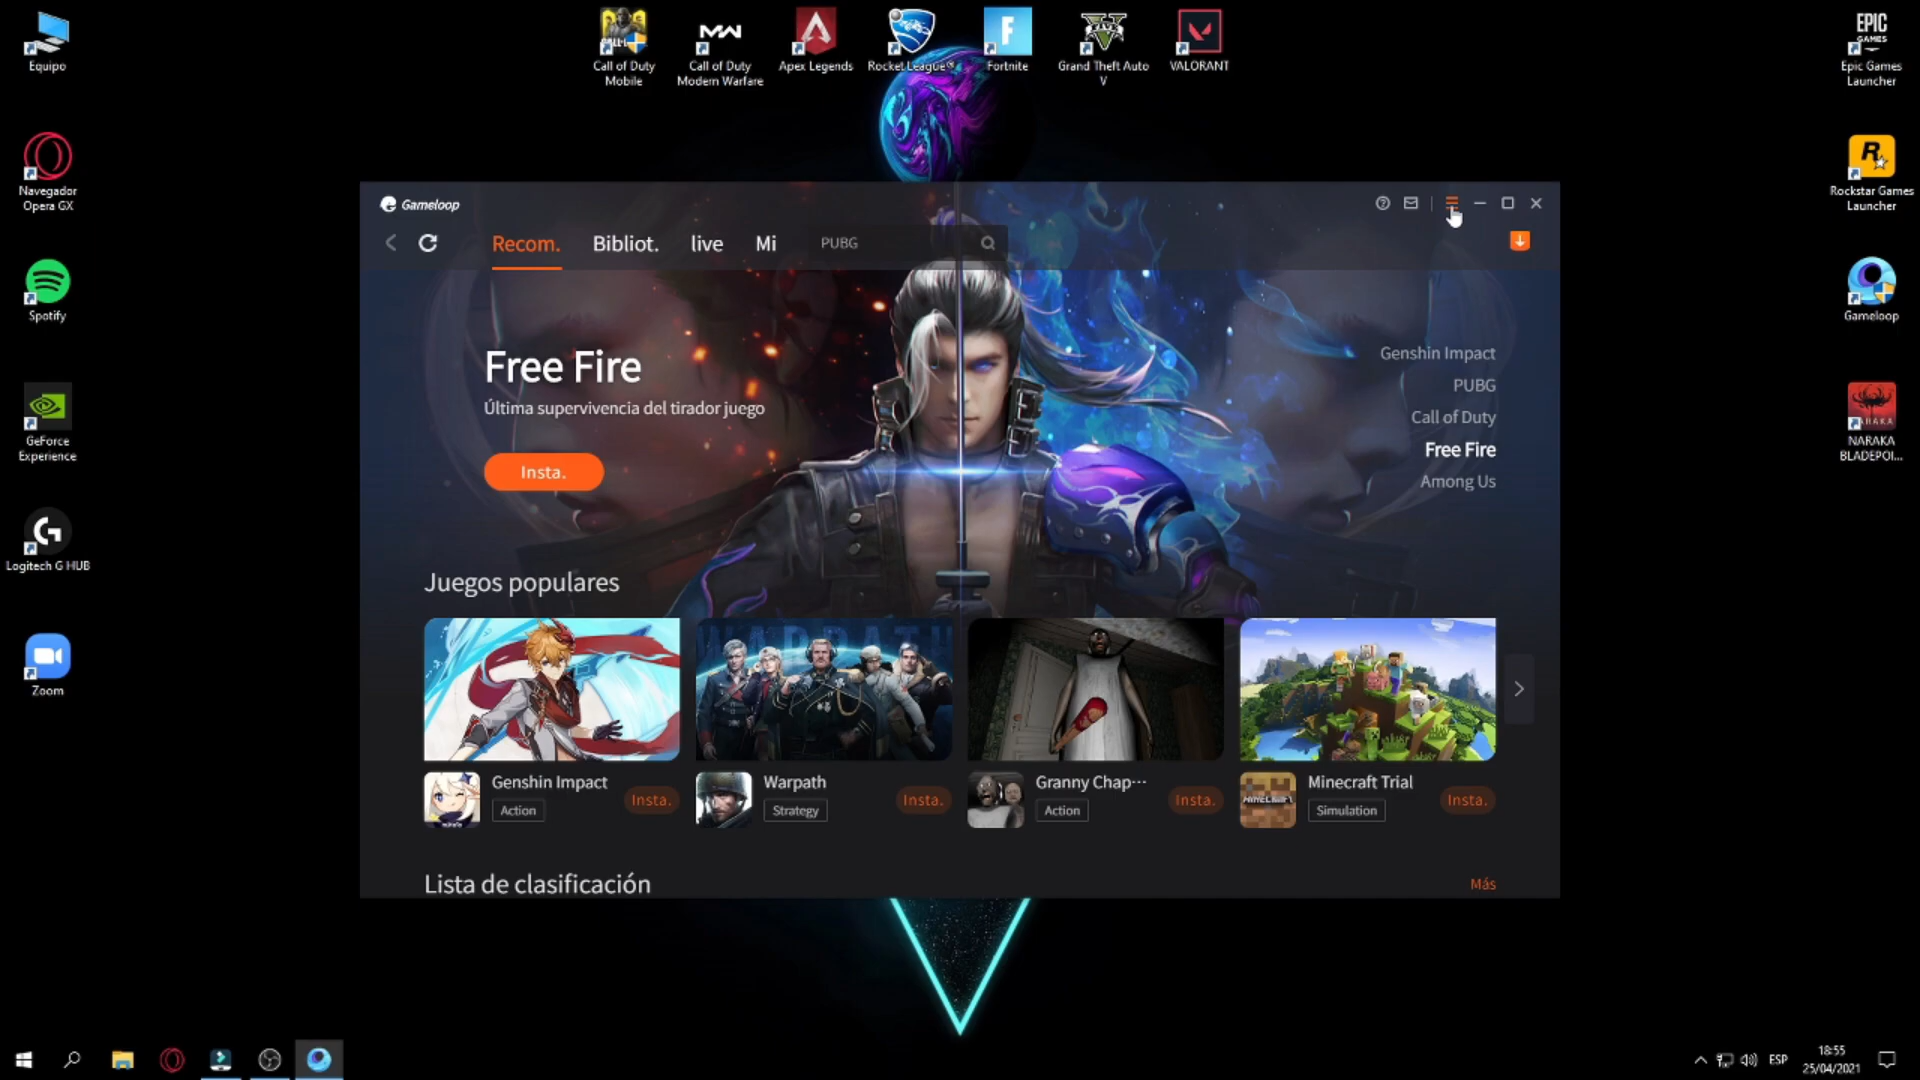 Equipo
Navegador
Opera GX
Spotify
GeForce
Experience
Logitech G HUB
Zoom
Call of Duty
Mobile
Call of Duty
Modern Warfare
Apex Legends
Rocket League®
Fortnite
Grand Theft Auto
V
VALORANT
EPIC
GAMES
Epic Games
Launcher
Rockstar Games
Launcher
Gameloop
NARAKA
BLADEPOI...
Gameloop
Recom. Bibliot. live Mi PUBG
Free Fire
Última supervivencia del tirador juego
Insta.
Genshin Impact
PUBG
Call of Duty
Free Fire
Among Us
Juegos populares
WARPATH
Genshin Impact
Action
Insta.
Warpath
Strategy
Insta.
Granny Chap···
Action
Insta.
MINECRAFT
Minecraft Trial
Simulation
Insta.
Lista de clasificación
Más
ESP
18:55
25/04/2021